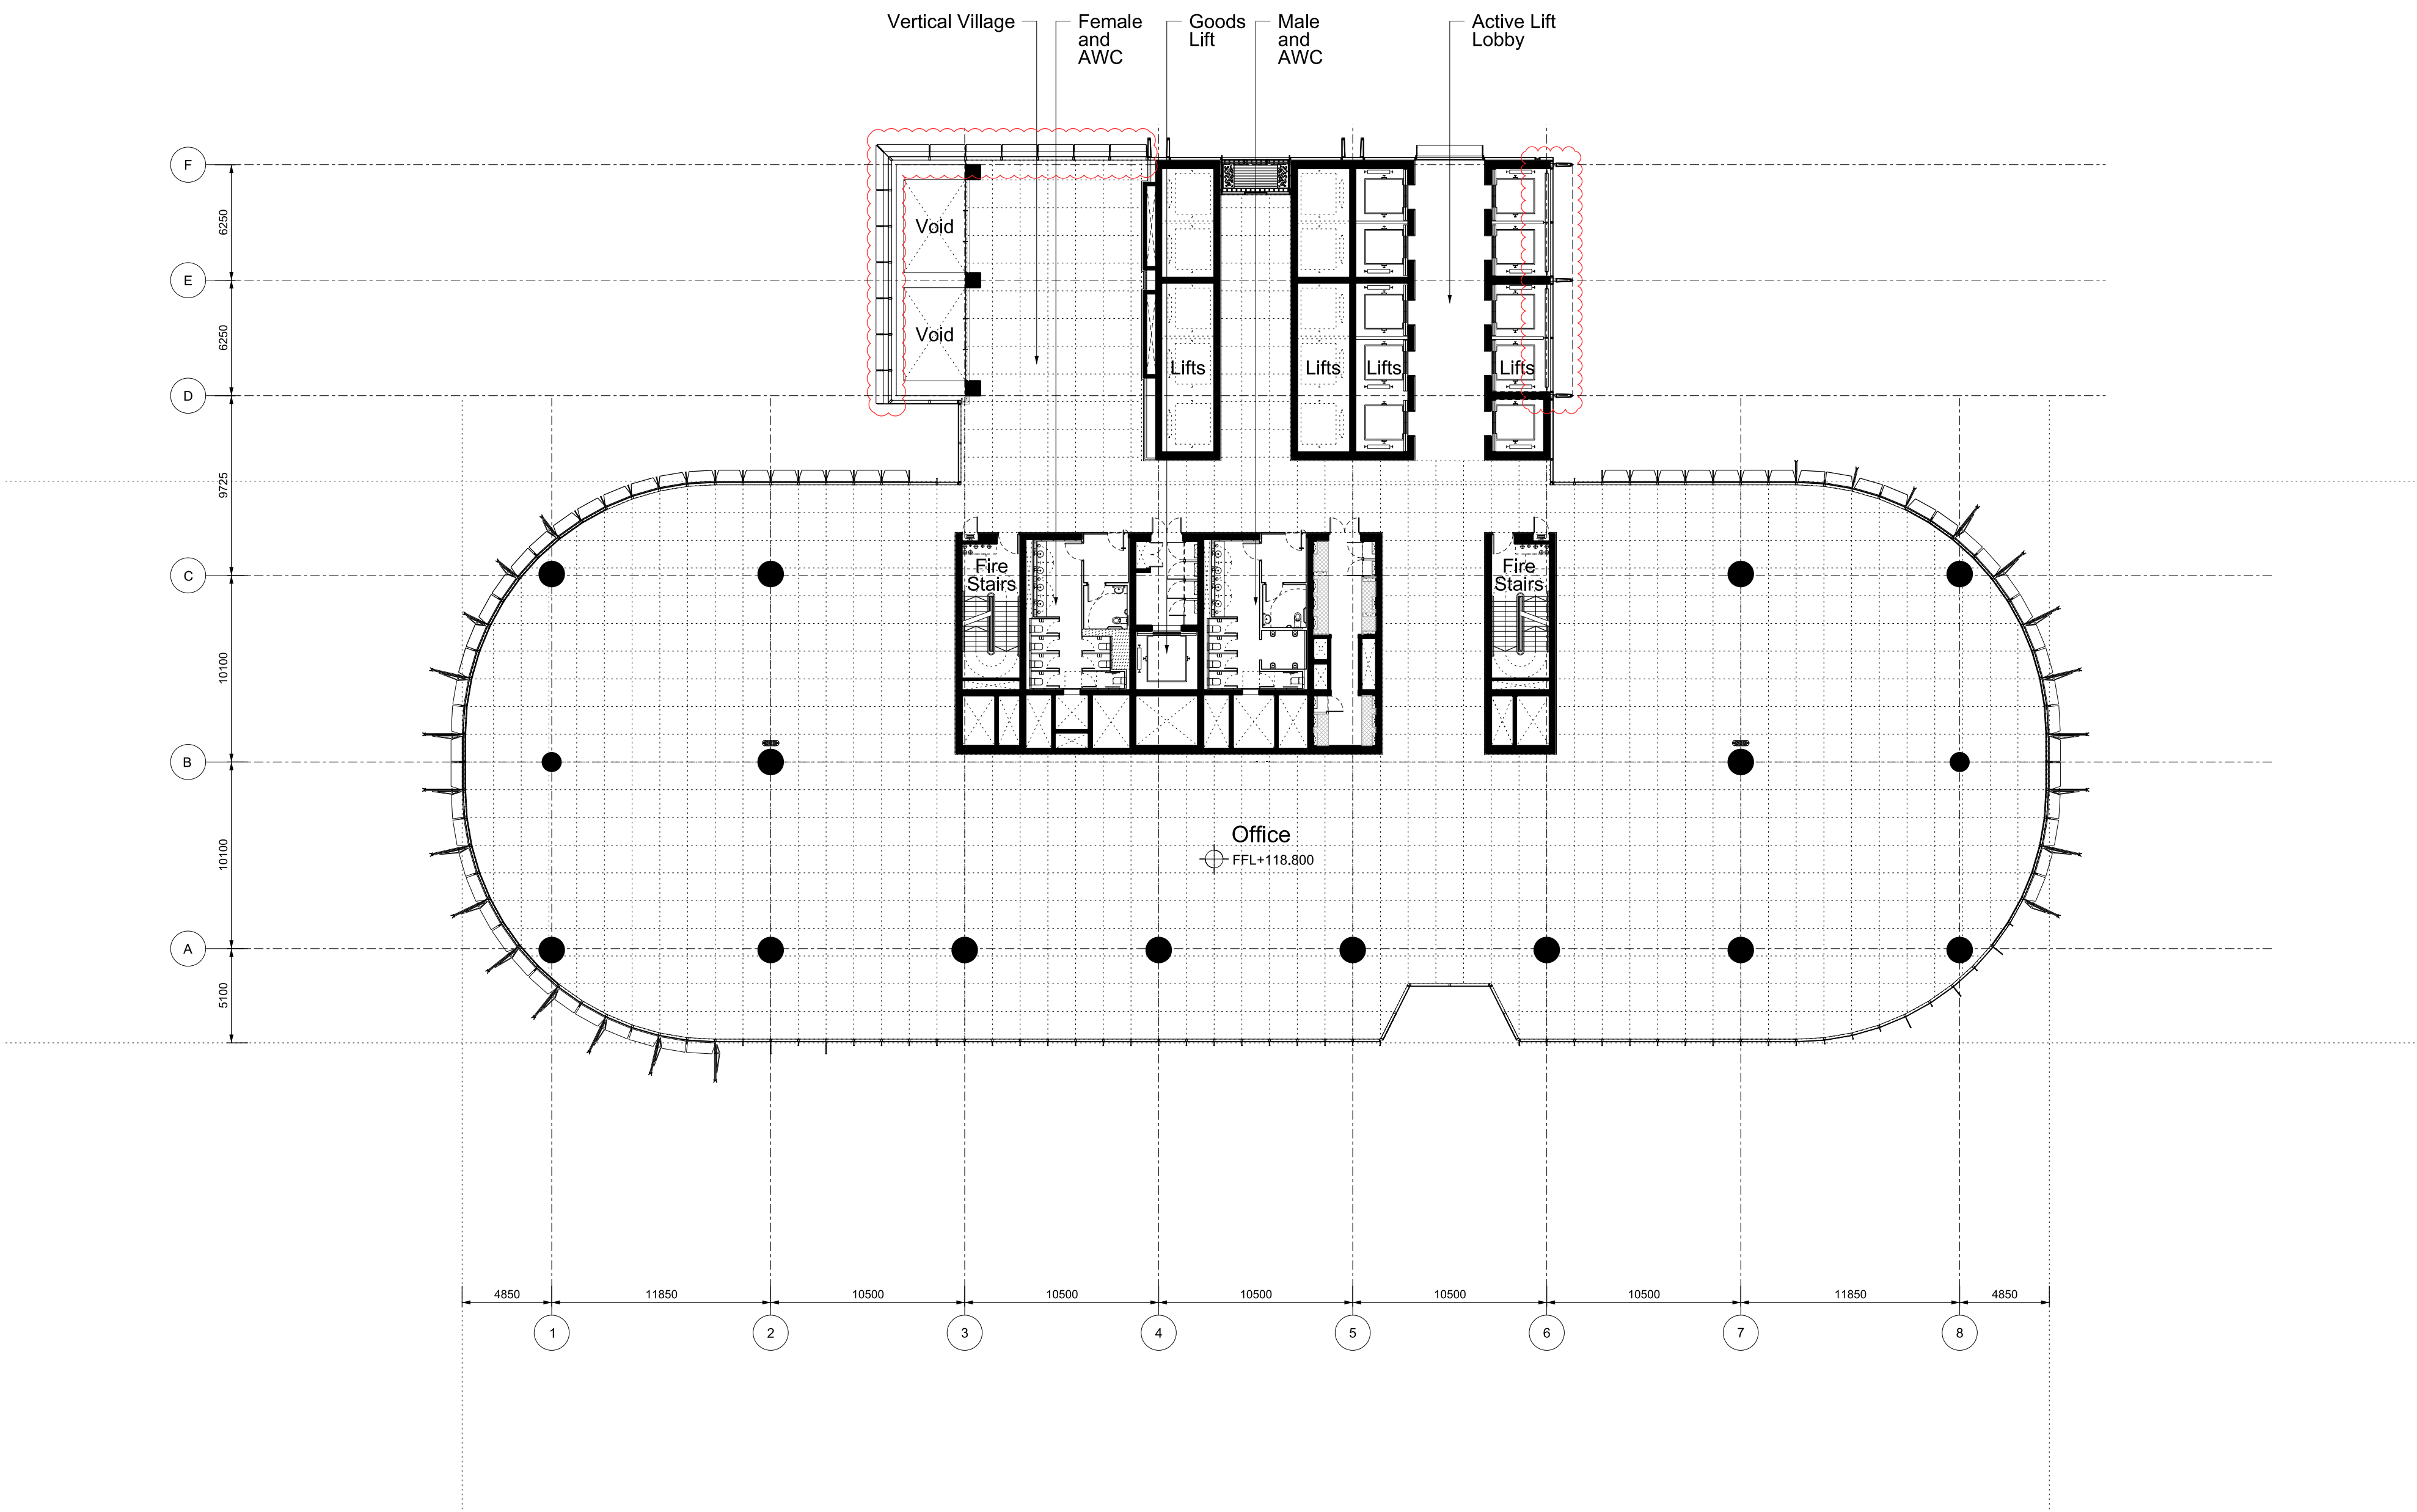 Vertical Village
Female
and
AWC
Goods
Lift
Male
and
AWC
Active Lift
Lobby
F
6250
Void
E
6250
Void
Lifts
Lifts
Lifts
Lifts
D
9725
C
Fire
Stairs
Fire
Stairs
10100
B
10100
Office
FFL+118.800
A
5100
4850
11850
10500
10500
10500
10500
10500
11850
4850
1
2
3
4
5
6
7
8